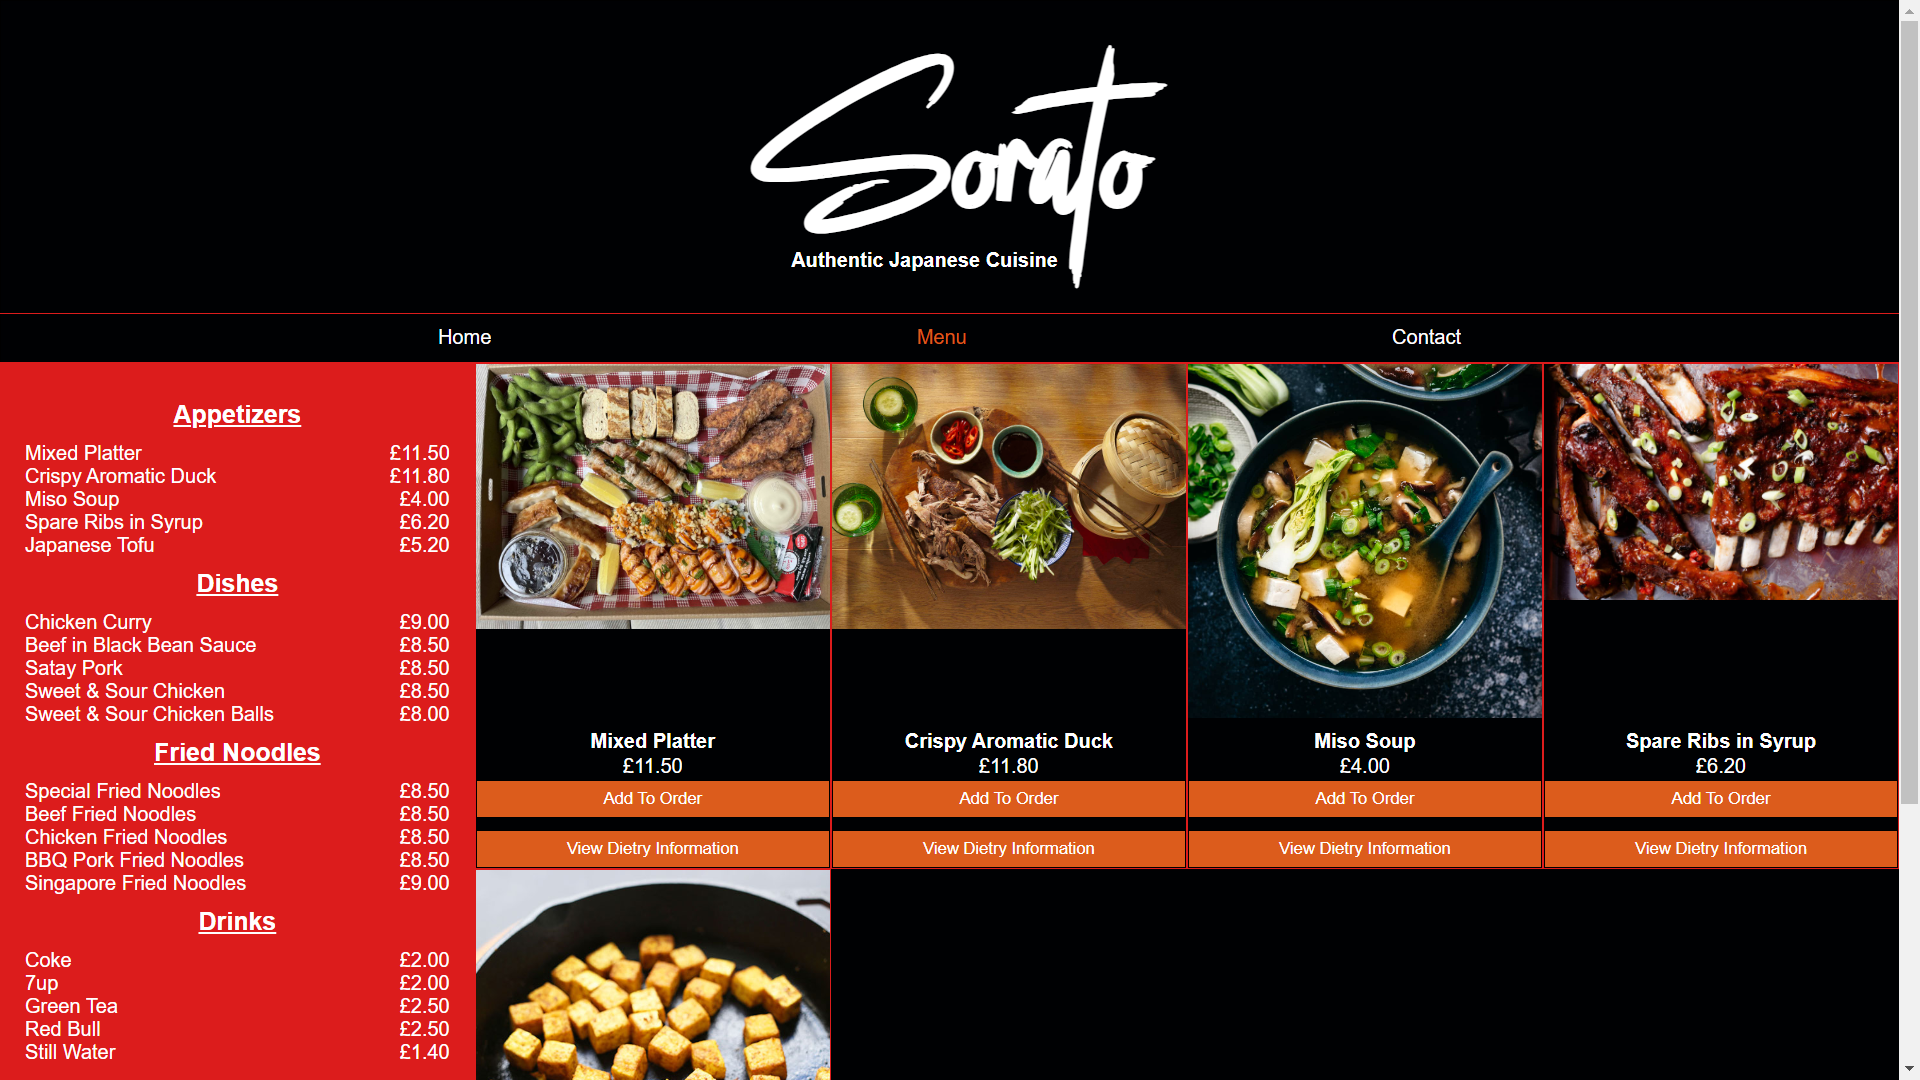 Sorato
Authentic Japanese Cuisine
Home
Menu
Contact
Appetizers
Mixed Platter £11.50
Crispy Aromatic Duck £11.80
Miso Soup £4.00
Spare Ribs in Syrup £6.20
Japanese Tofu £5.20
Dishes
Chicken Curry £9.00
Beef in Black Bean Sauce £8.50
Satay Pork £8.50
Sweet & Sour Chicken £8.50
Sweet & Sour Chicken Balls £8.00
Fried Noodles
Special Fried Noodles £8.50
Beef Fried Noodles £8.50
Chicken Fried Noodles £8.50
BBQ Pork Fried Noodles £8.50
Singapore Fried Noodles £9.00
Drinks
Coke £2.00
7up £2.00
Green Tea £2.50
Red Bull £2.50
Still Water £1.40
Mixed Platter
£11.50
Add To Order
View Dietry Information
Crispy Aromatic Duck
£11.80
Add To Order
View Dietry Information
Miso Soup
£4.00
Add To Order
View Dietry Information
Spare Ribs in Syrup
£6.20
Add To Order
View Dietry Information